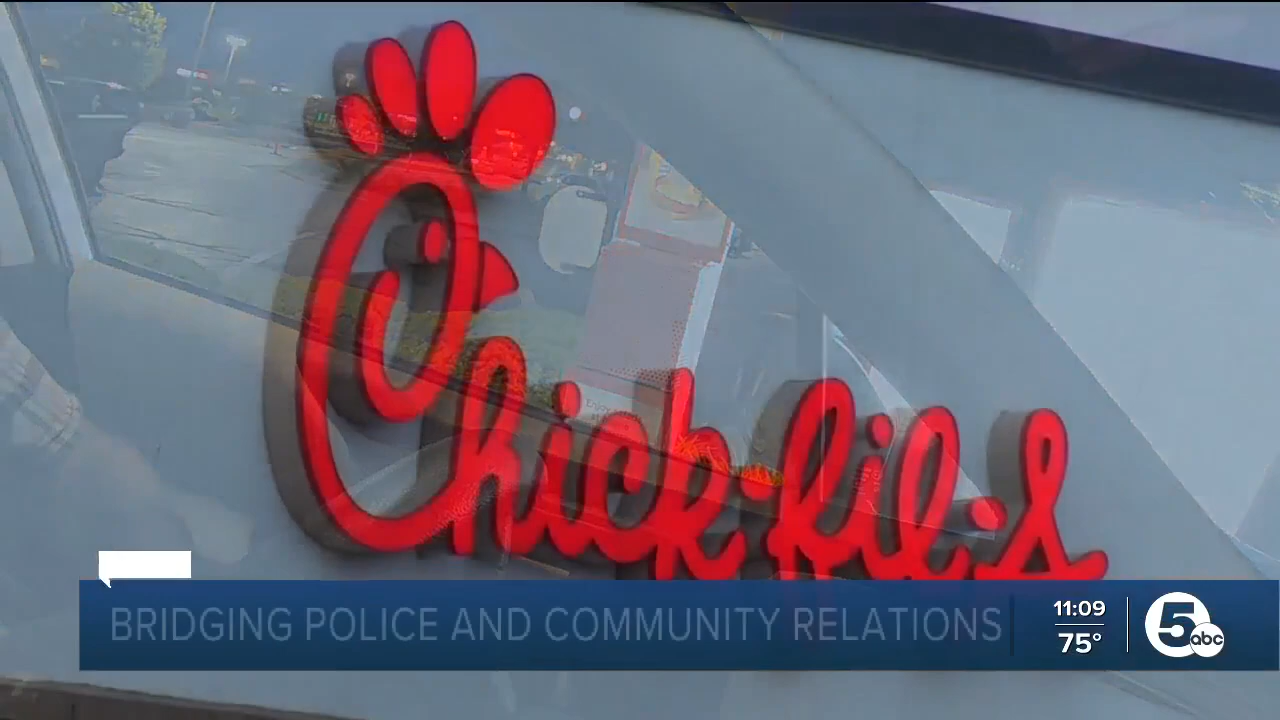 Chick-fil-A
BRIDGING POLICE AND COMMUNITY RELATIONS
11:09
75°
5
abc